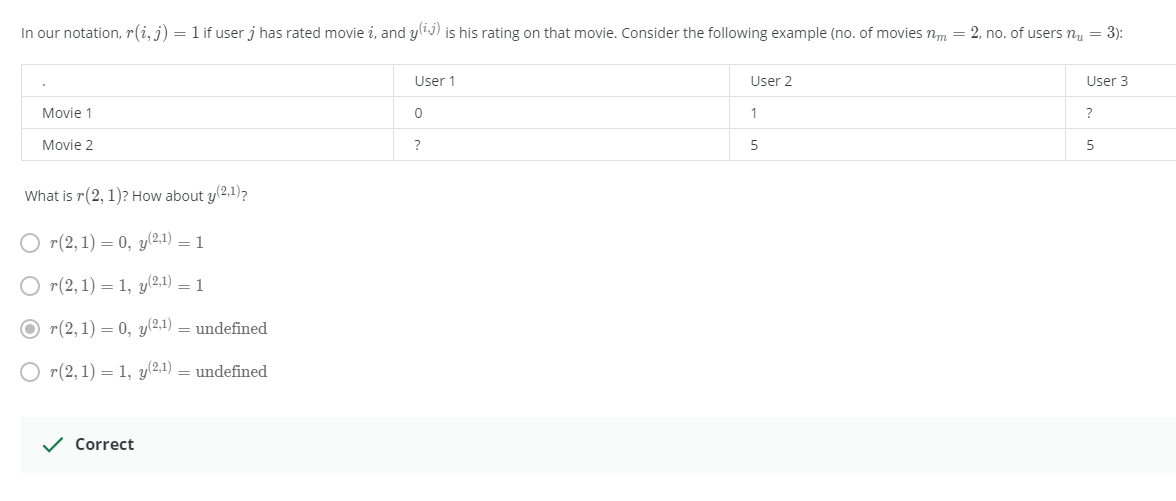 In our notation, r(i, j) = 1 if user j has rated movie i, and y^(i,j) is his rating on that movie. Consider the following example (no. of movies n_m = 2, no. of users n_u = 3):
. User 1 User 2 User 3
Movie 1 0 1 ?
Movie 2 ? 5 5
What is r(2, 1)? How about y^(2,1)?
r(2, 1) = 0, y^(2,1) = 1
r(2, 1) = 1, y^(2,1) = 1
r(2, 1) = 0, y^(2,1) = undefined
r(2, 1) = 1, y^(2,1) = undefined
Correct